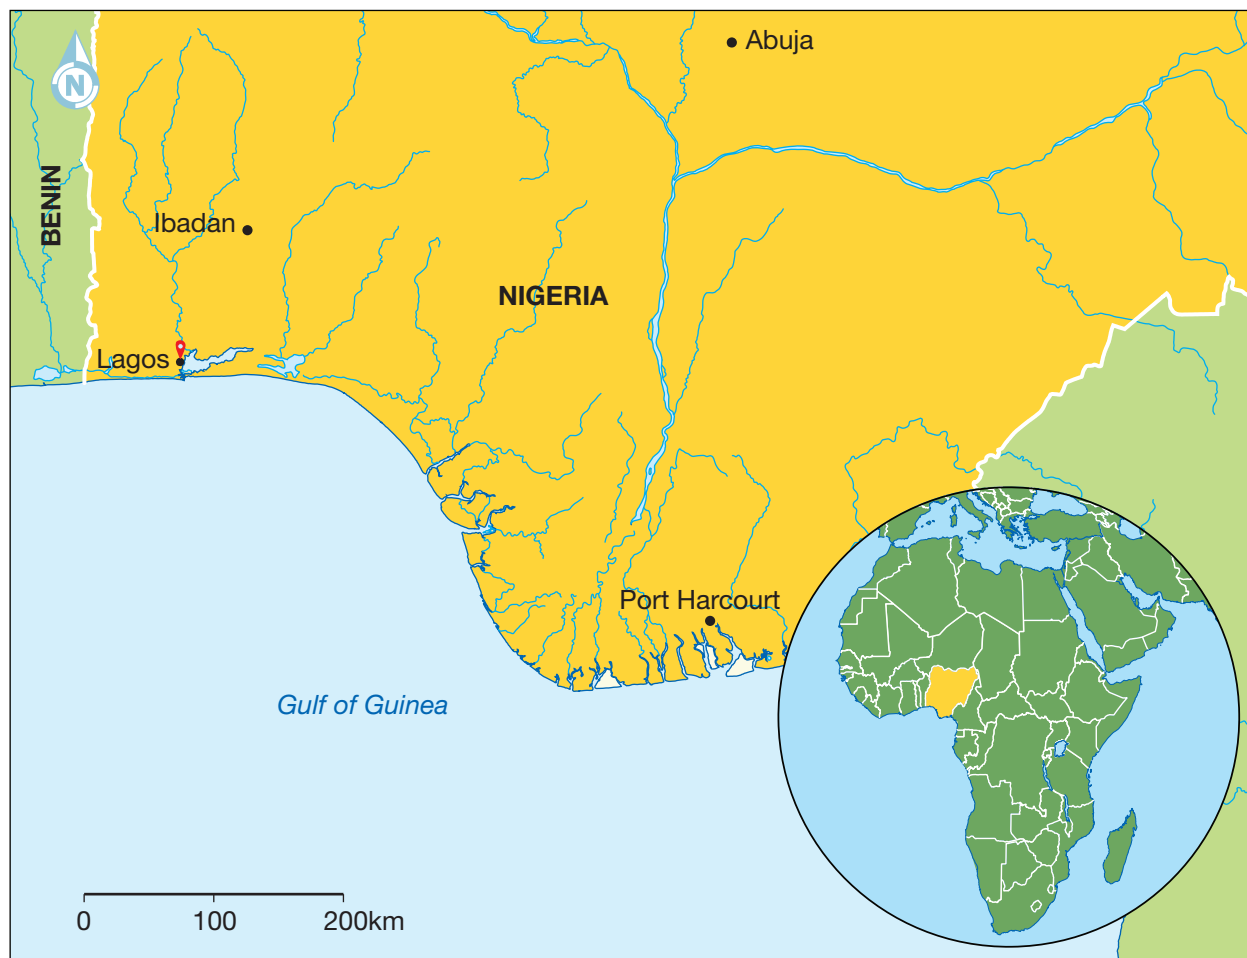 Abuja
N
BENIN
Ibadan
NIGERIA
Lagos
Port Harcourt
Gulf of Guinea
0 100 200km